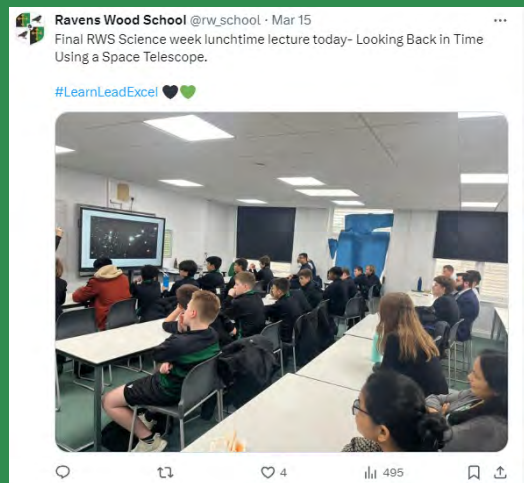 Ravens Wood School @rw_school · Mar 15
Final RWS Science week lunchtime lecture today- Looking Back in Time
Using a Space Telescope.
#LearnLeadExcel 🖤💚
4
495